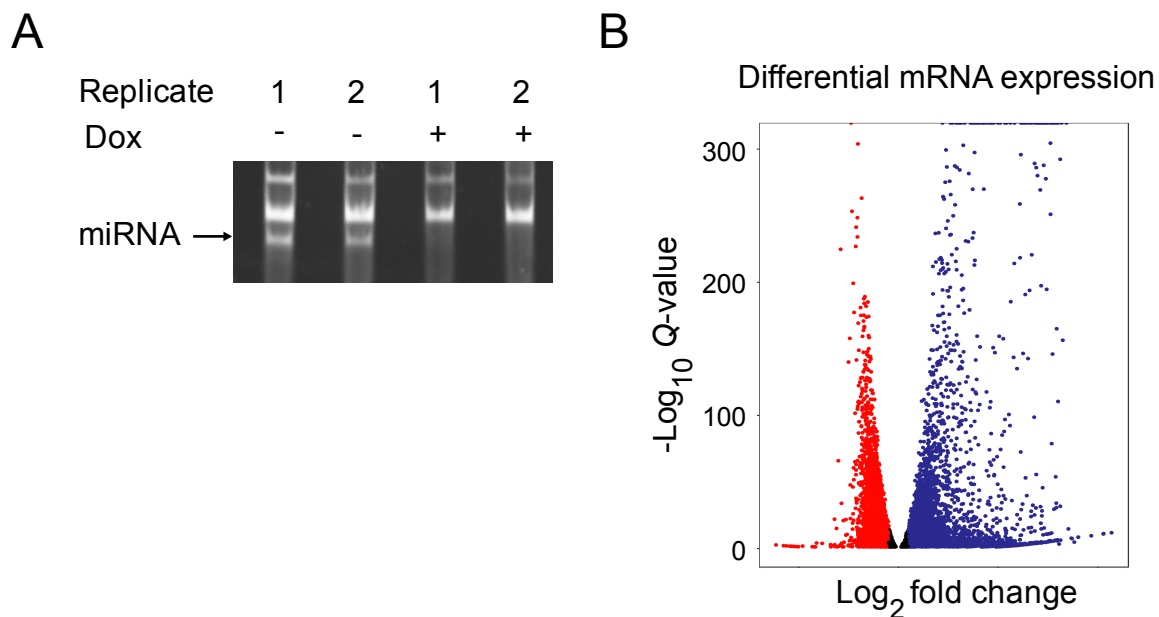 A
Replicate 1 2 1 2
Dox - - + +
miRNA
B
Differential mRNA expression
300
200
100
0
-Log10 Q-value
Log2 fold change